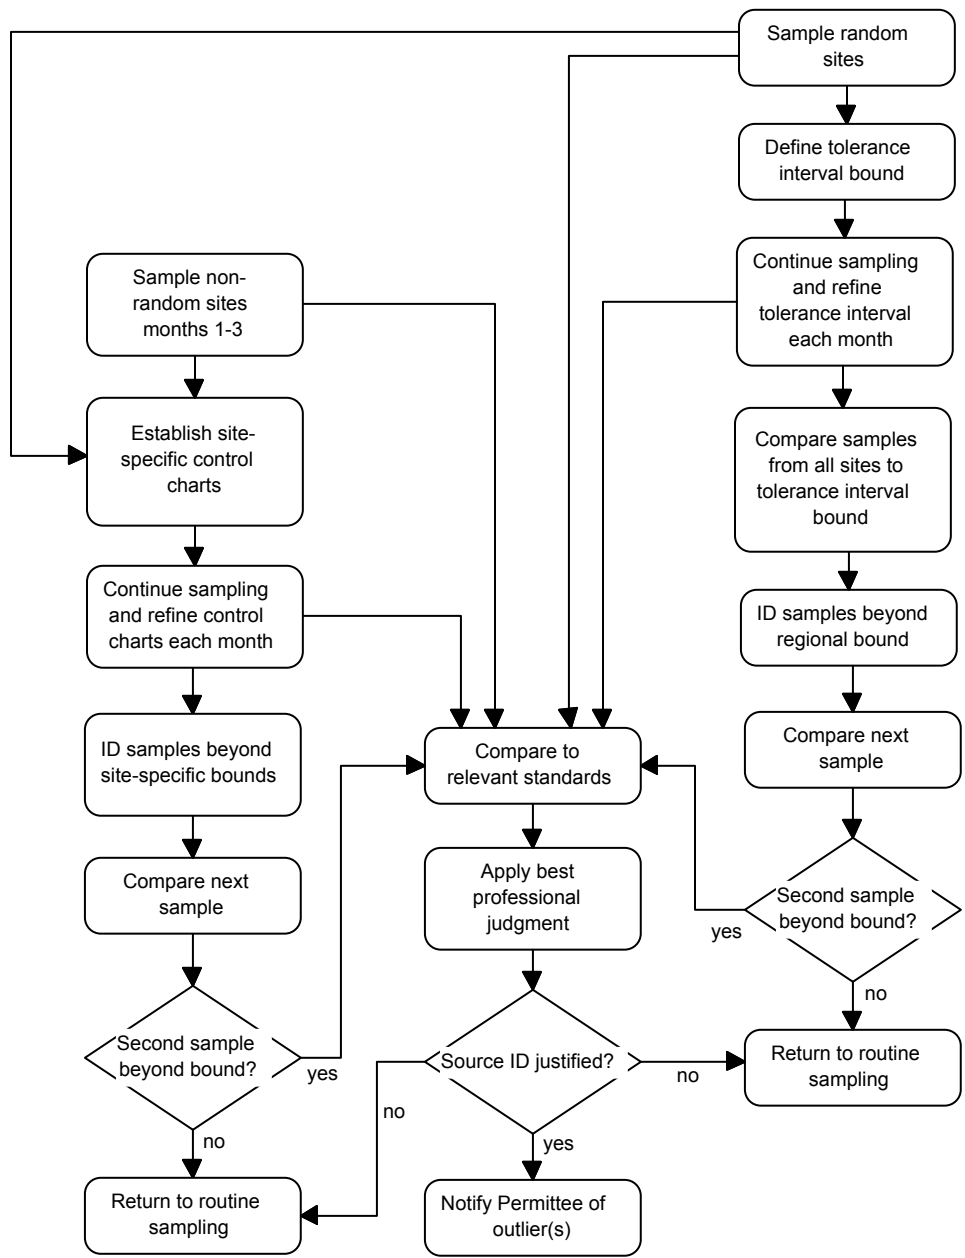 Sample random
sites
Define tolerance
interval bound
Continue sampling
and refine
tolerance interval
each month
Compare samples
from all sites to
tolerance interval
bound
ID samples beyond
regional bound
Compare next
sample
Second sample
beyond bound?
yes
no
Return to routine
sampling
Sample non-
random sites
months 1-3
Establish site-
specific control
charts
Continue sampling
and refine control
charts each month
ID samples beyond
site-specific bounds
Compare next
sample
Second sample
beyond bound?
yes
no
Return to routine
sampling
Compare to
relevant standards
Apply best
professional
judgment
Source ID justified?
no
no
yes
Notify Permittee of
outlier(s)